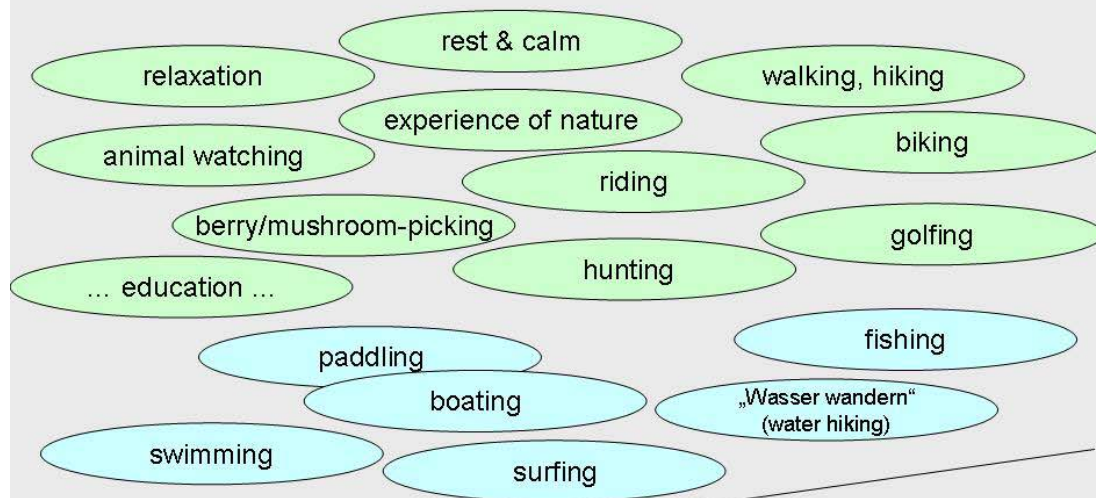 rest & calm
relaxation
walking, hiking
experience of nature
biking
animal watching
riding
berry/mushroom-picking
golfing
hunting
... education ...
fishing
paddling
boating
„Wasser wandern“
(water hiking)
swimming
surfing